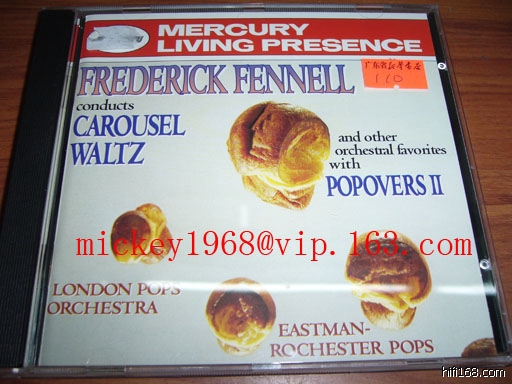 MERCURY
LIVING PRESENCE
FREDERICK FENNELL
conducts
CAROUSEL
WALTZ
110
and other
orchestral favorites
with
POPOVERS II
mickey1968@vip.163.com
LONDON POPS
ORCHESTRA
EASTMAN-
ROCHESTER POPS
hifi168.com